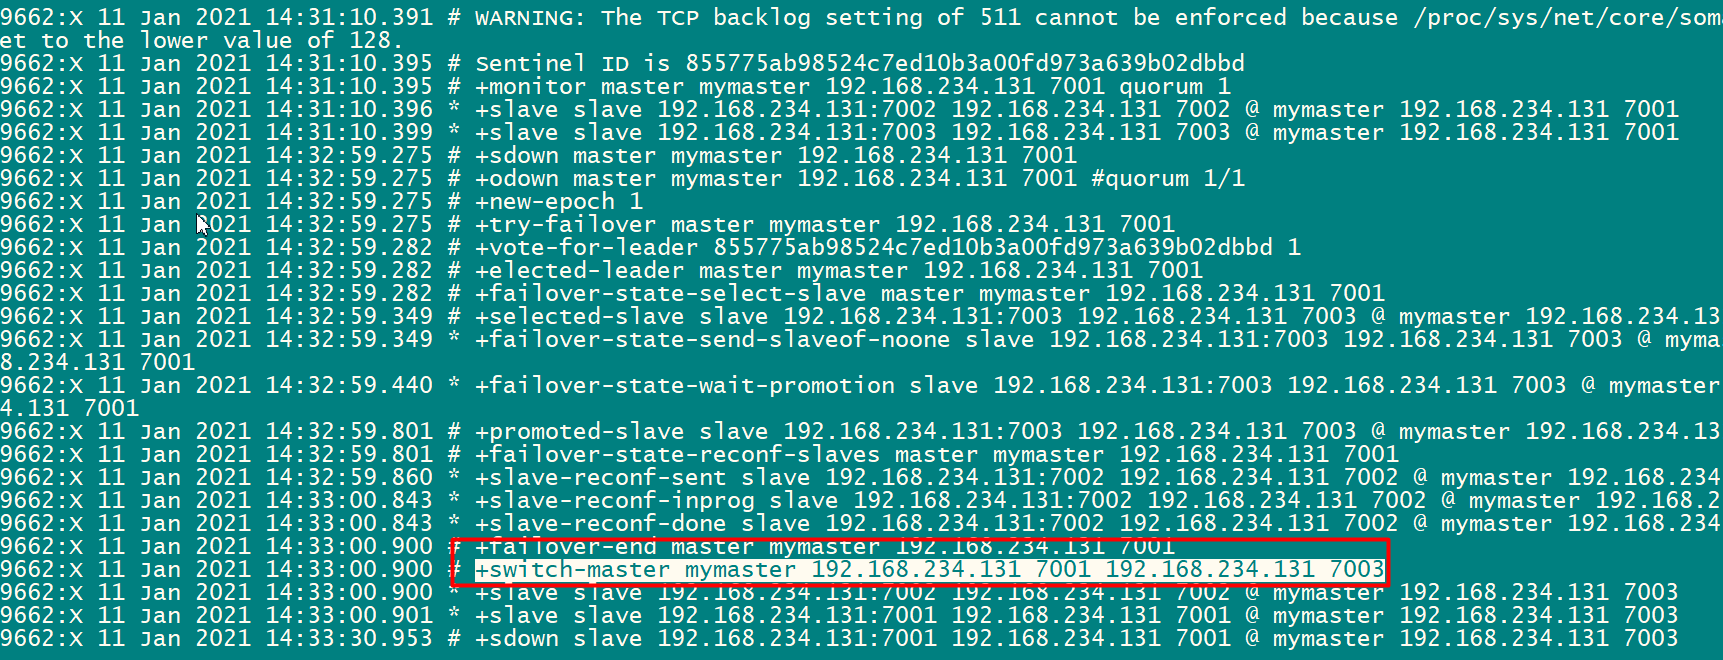 9662:X 11 Jan 2021 14:31:10.391 # WARNING: The TCP backlog setting of 511 cannot be enforced because /proc/sys/net/core/som
et to the lower value of 128.
9662:X 11 Jan 2021 14:31:10.395 # Sentinel ID is 855775ab98524c7ed10b3a00fd973a639b02dbbd
9662:X 11 Jan 2021 14:31:10.395 # +monitor master mymaster 192.168.234.131 7001 quorum 1
9662:X 11 Jan 2021 14:31:10.396 * +slave slave 192.168.234.131:7002 192.168.234.131 7002 @ mymaster 192.168.234.131 7001
9662:X 11 Jan 2021 14:31:10.399 * +slave slave 192.168.234.131:7003 192.168.234.131 7003 @ mymaster 192.168.234.131 7001
9662:X 11 Jan 2021 14:32:59.275 # +sdown master mymaster 192.168.234.131 7001
9662:X 11 Jan 2021 14:32:59.275 # +odown master mymaster 192.168.234.131 7001 #quorum 1/1
9662:X 11 Jan 2021 14:32:59.275 # +new-epoch 1
9662:X 11 Jan 2021 14:32:59.275 # +try-failover master mymaster 192.168.234.131 7001
9662:X 11 Jan 2021 14:32:59.282 # +vote-for-leader 855775ab98524c7ed10b3a00fd973a639b02dbbd 1
9662:X 11 Jan 2021 14:32:59.282 # +elected-leader master mymaster 192.168.234.131 7001
9662:X 11 Jan 2021 14:32:59.282 # +failover-state-select-slave master mymaster 192.168.234.131 7001
9662:X 11 Jan 2021 14:32:59.349 # +selected-slave slave 192.168.234.131:7003 192.168.234.131 7003 @ mymaster 192.168.234.13
9662:X 11 Jan 2021 14:32:59.349 * +failover-state-send-slaveof-noone slave 192.168.234.131:7003 192.168.234.131 7003 @ myma
8.234.131 7001
9662:X 11 Jan 2021 14:32:59.440 * +failover-state-wait-promotion slave 192.168.234.131:7003 192.168.234.131 7003 @ mymaster
4.131 7001
9662:X 11 Jan 2021 14:32:59.801 # +promoted-slave slave 192.168.234.131:7003 192.168.234.131 7003 @ mymaster 192.168.234.13
9662:X 11 Jan 2021 14:32:59.801 # +failover-state-reconf-slaves master mymaster 192.168.234.131 7001
9662:X 11 Jan 2021 14:32:59.860 * +slave-reconf-sent slave 192.168.234.131:7002 192.168.234.131 7002 @ mymaster 192.168.234
9662:X 11 Jan 2021 14:33:00.843 * +slave-reconf-inprog slave 192.168.234.131:7002 192.168.234.131 7002 @ mymaster 192.168.2
9662:X 11 Jan 2021 14:33:00.843 * +slave-reconf-done slave 192.168.234.131:7002 192.168.234.131 7002 @ mymaster 192.168.234
9662:X 11 Jan 2021 14:33:00.900 # +failover-end master mymaster 192.168.234.131 7001
9662:X 11 Jan 2021 14:33:00.900 # +switch-master mymaster 192.168.234.131 7001 192.168.234.131 7003
9662:X 11 Jan 2021 14:33:00.900 * +slave slave 192.168.234.131:7002 192.168.234.131 7002 @ mymaster 192.168.234.131 7003
9662:X 11 Jan 2021 14:33:00.901 * +slave slave 192.168.234.131:7001 192.168.234.131 7001 @ mymaster 192.168.234.131 7003
9662:X 11 Jan 2021 14:33:30.953 # +sdown slave 192.168.234.131:7001 192.168.234.131 7001 @ mymaster 192.168.234.131 7003